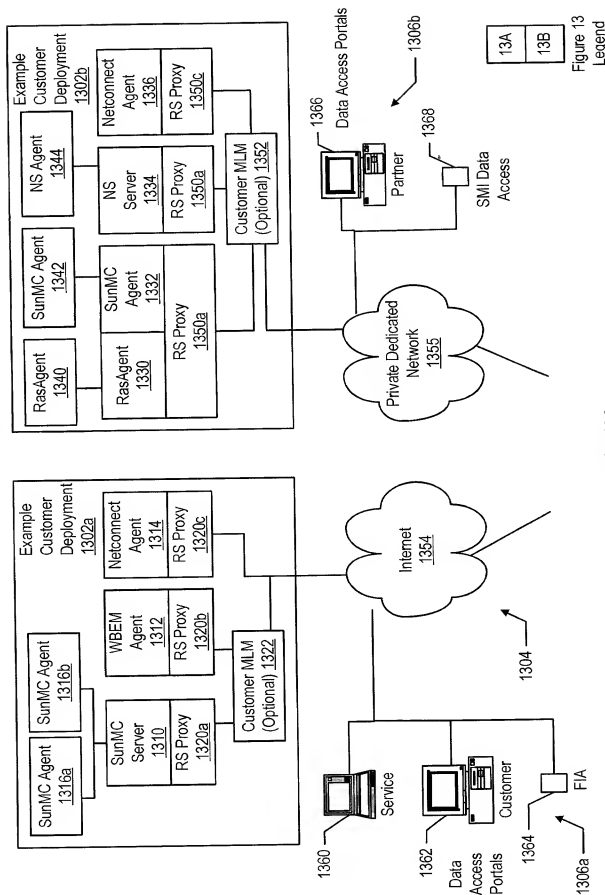 Example
Customer
Deployment
1302a
SunMC Agent
1316a
SunMC Agent
1316b
SunMC
Server
1310
RS Proxy
1320a
WBEM
Agent
1312
RS Proxy
1320b
Netconnect
Agent
1314
RS Proxy
1320c
Customer MLM
(Optional) 1322
Internet
1354
1304
1360
Service
1362
Customer
Data
Access
Portals
1364
FIA
1306a
Example
Customer
Deployment
1302b
RasAgent
1340
SunMC Agent
1342
NS Agent
1344
RasAgent
1330
SunMC Agent
1332
RS Proxy
1350a
NS
Server
1334
RS Proxy
1350a
Netconnect
Agent
1336
RS Proxy
1350c
Customer MLM
(Optional) 1352
Private Dedicated
Network
1355
1366
Data Access Portals
Partner
1306b
1368
SMI Data
Access
13A
13B
Figure 13
Legend